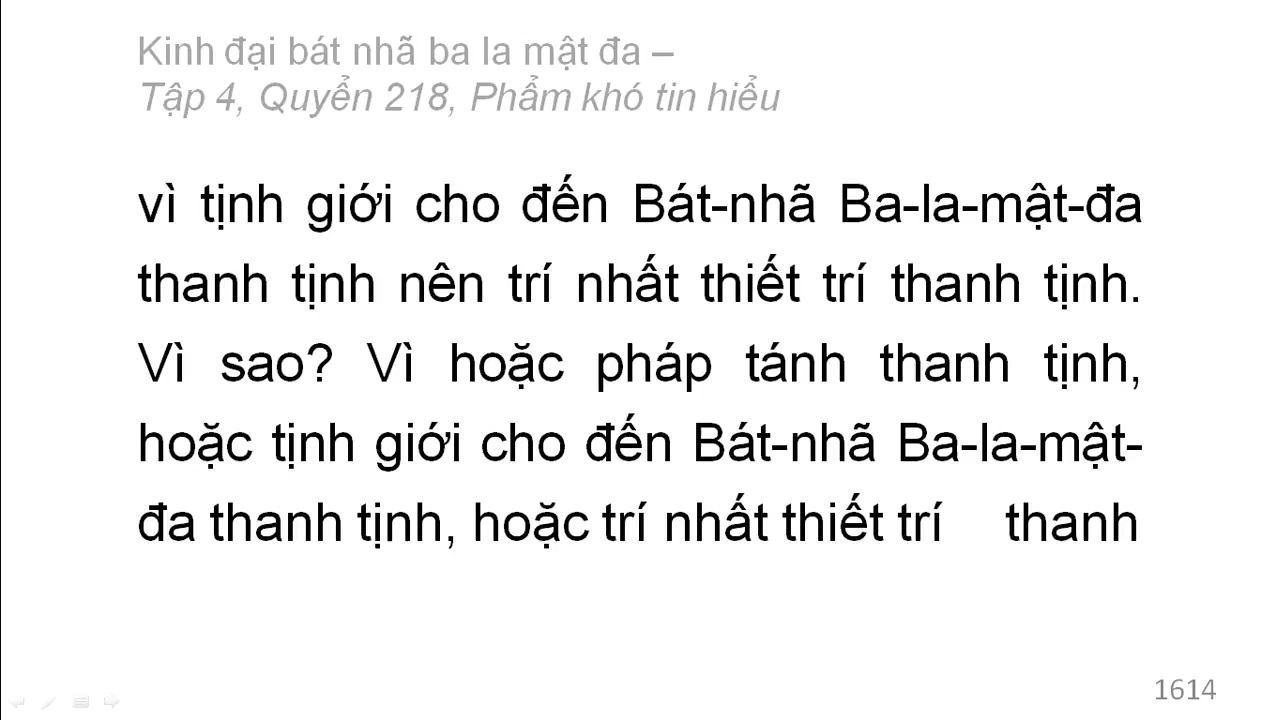 Kinh đại bát nhã ba la mật đa –
Tập 4, Quyển 218, Phẩm khó tin hiểu
vì tịnh giới cho đến Bát-nhã Ba-la-mật-đa
thanh tịnh nên trí nhất thiết trí thanh tịnh.
Vì sao? Vì hoặc pháp tánh thanh tịnh,
hoặc tịnh giới cho đến Bát-nhã Ba-la-mật-
đa thanh tịnh, hoặc trí nhất thiết trí thanh
1614